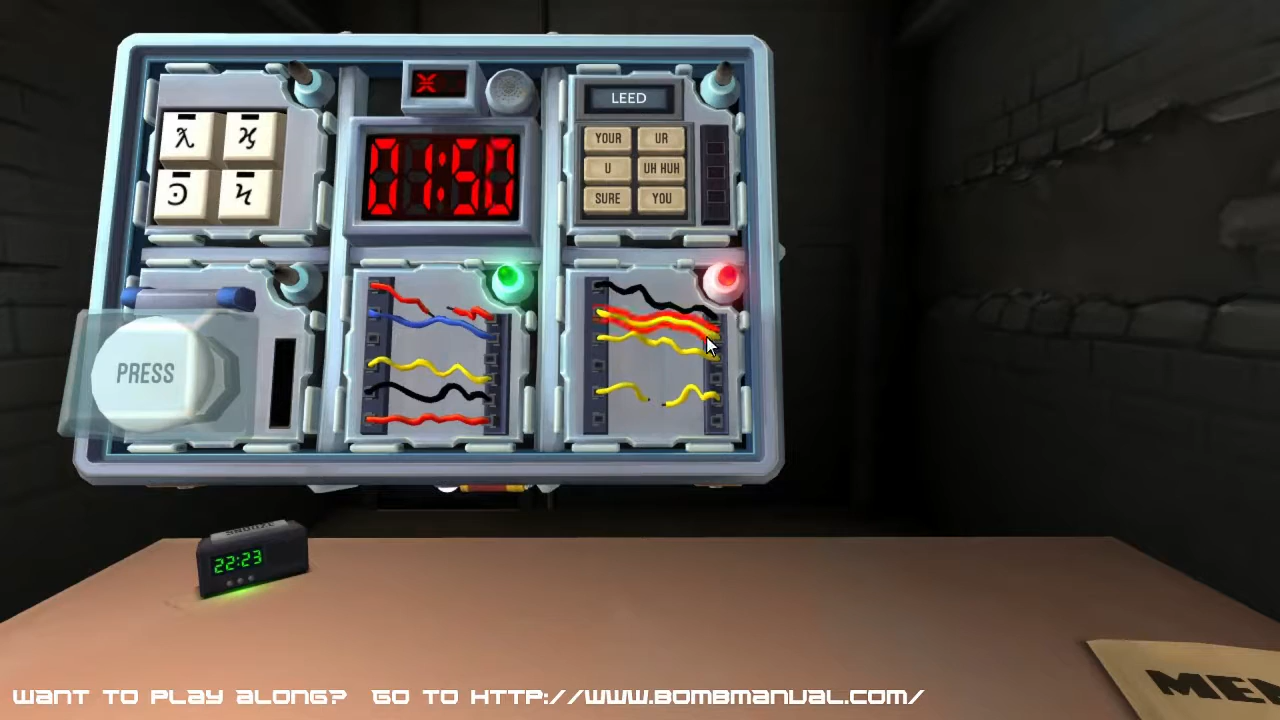 LEED
YOUR UR
U UH HUH
SURE YOU
01:50
PRESS
SNOOZE
22:23
WANT TO PLAY ALONG? GO TO HTTP://WWW.BOMBMANUAL.COM/